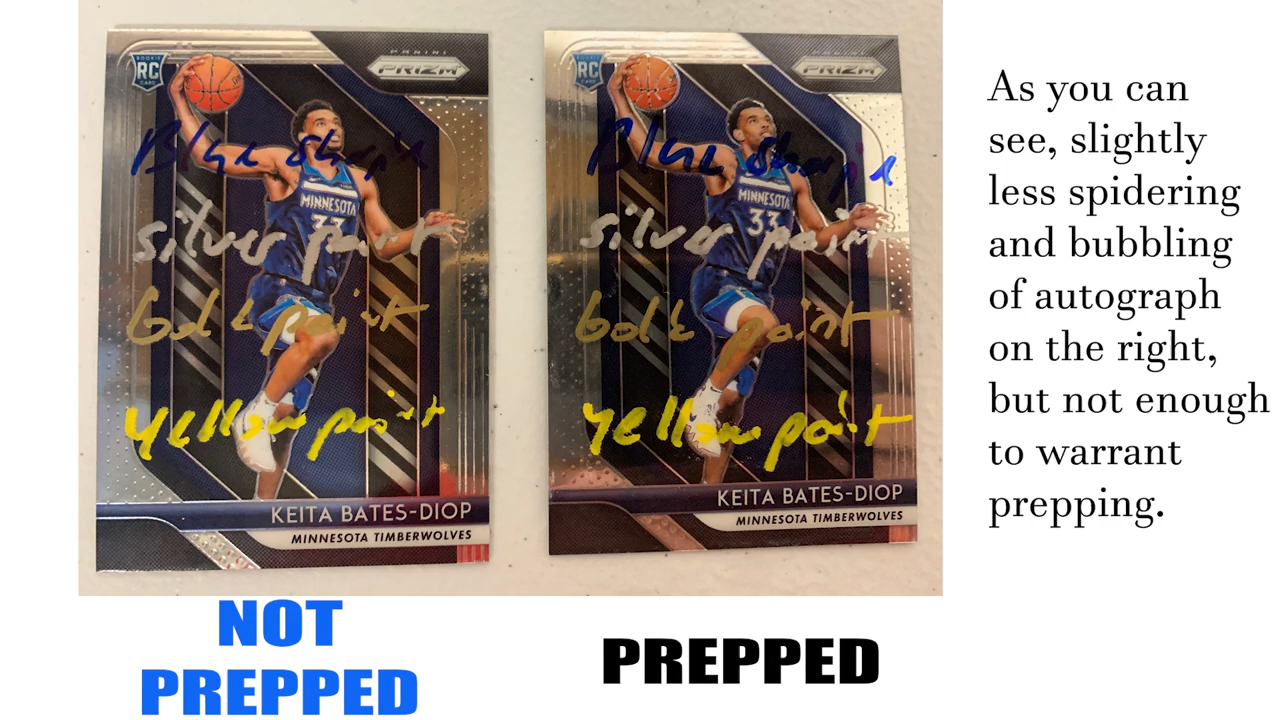 ROOKIE
RC
CARD
PANINI
PRIZM
Blue Sharpie
MINNESOTA
33
silver paint
Gold paint
yellow paint
KEITA BATES-DIOP
MINNESOTA TIMBERWOLVES
ROOKIE
RC
CARD
PANINI
PRIZM
Blue Sharpie
MINNESOTA
33
silver paint
Gold paint
yellow paint
KEITA BATES-DIOP
MINNESOTA TIMBERWOLVES
NOT
PREPPED
PREPPED
As you can
see, slightly
less spidering
and bubbling
of autograph
on the right,
but not enough
to warrant
prepping.